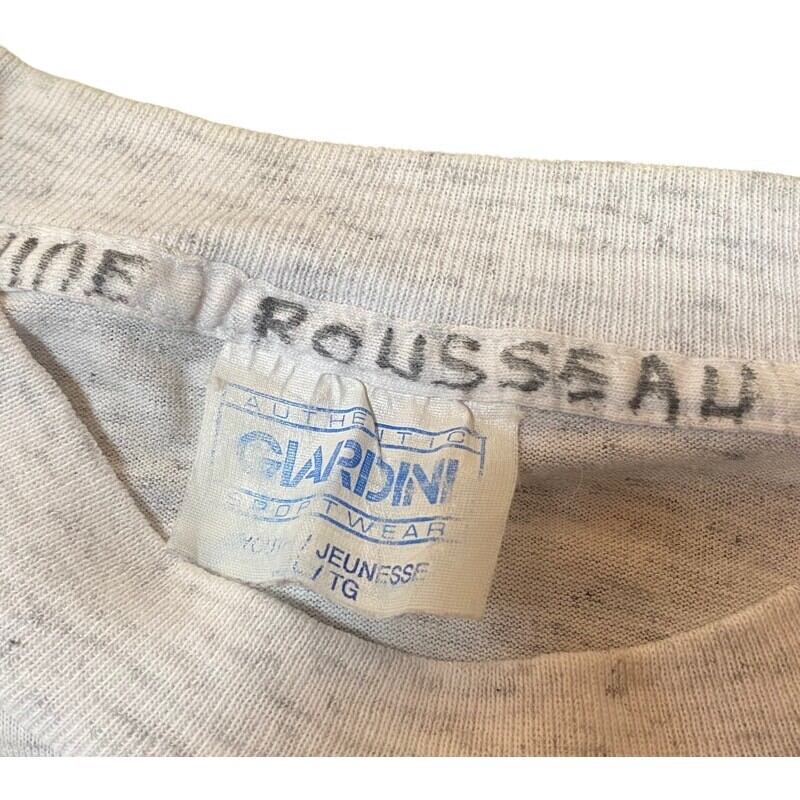 ROUSSEAU
AUTHENTIC
GIARDINI
SPORTWEAR
/ JEUNESSE
/ TG